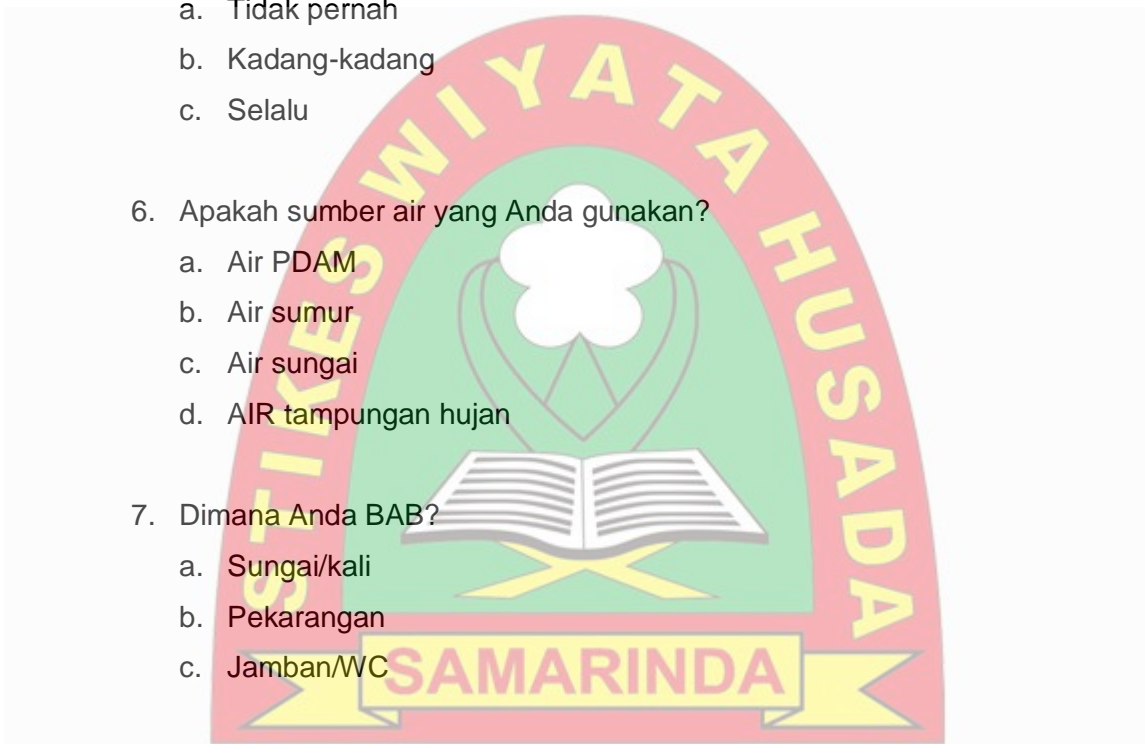 a. Tidak pernah
b. Kadang-kadang
c. Selalu
6. Apakah sumber air yang Anda gunakan?
a. Air PDAM
b. Air sumur
c. Air sungai
d. AIR tampungan hujan
7. Dimana Anda BAB?
a. Sungai/kali
b. Pekarangan
c. Jamban/WC
STIKES WIYATA HUSADA
SAMARINDA